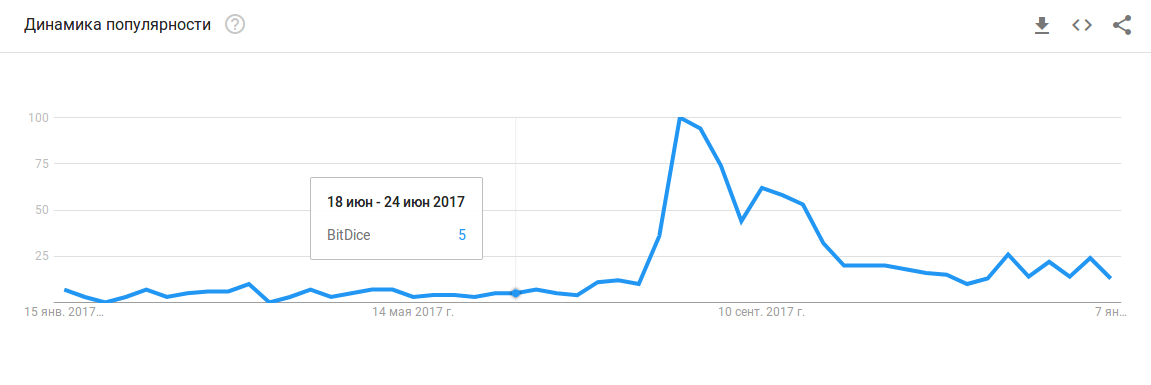 Динамика популярности
100
75
50
25
18 июн - 24 июн 2017
BitDice 5
15 янв. 2017…
14 мая 2017 г.
10 сент. 2017 г.
7 ян…